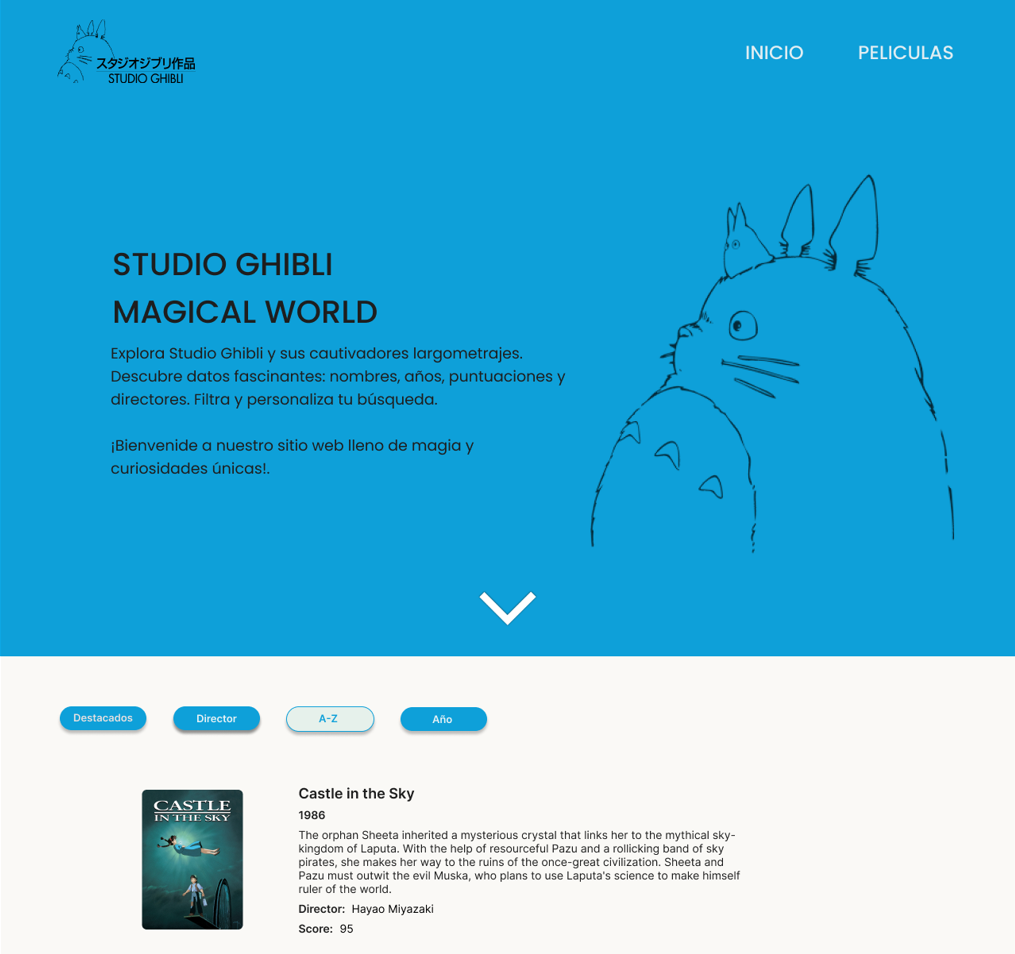 スタジオジブリ作品
STUDIO GHIBLI
INICIO
PELICULAS
STUDIO GHIBLI
MAGICAL WORLD
Explora Studio Ghibli y sus cautivadores largometrajes.
Descubre datos fascinantes: nombres, años, puntuaciones y
directores. Filtra y personaliza tu búsqueda.
¡Bienvenide a nuestro sitio web lleno de magia y
curiosidades únicas!.
Destacados
Director
A-Z
Año
CASTLE
IN THE SKY
Castle in the Sky
1986
The orphan Sheeta inherited a mysterious crystal that links her to the mythical sky-
kingdom of Laputa. With the help of resourceful Pazu and a rollicking band of sky
pirates, she makes her way to the ruins of the once-great civilization. Sheeta and
Pazu must outwit the evil Muska, who plans to use Laputa's science to make himself
ruler of the world.
Director: Hayao Miyazaki
Score: 95